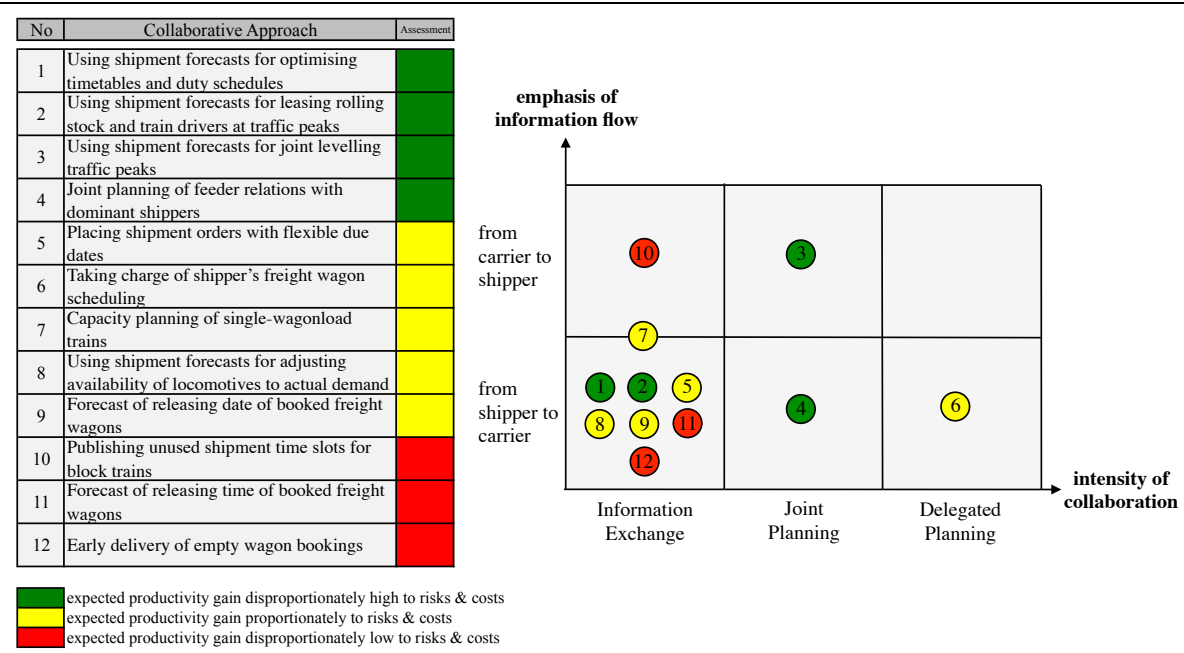 No Collaborative Approach Assessment
1 Using shipment forecasts for optimising
timetables and duty schedules
2 Using shipment forecasts for leasing rolling
stock and train drivers at traffic peaks
3 Using shipment forecasts for joint levelling
traffic peaks
4 Joint planning of feeder relations with
dominant shippers
5 Placing shipment orders with flexible due
dates
6 Taking charge of shipper's freight wagon
scheduling
7 Capacity planning of single-wagonload
trains
8 Using shipment forecasts for adjusting
availability of locomotives to actual demand
9 Forecast of releasing date of booked freight
wagons
10 Publishing unused shipment time slots for
block trains
11 Forecast of releasing time of booked freight
wagons
12 Early delivery of empty wagon bookings
expected productivity gain disproportionately high to risks & costs
expected productivity gain proportionately to risks & costs
expected productivity gain disproportionately low to risks & costs
emphasis of
information flow
from
carrier to
shipper
10 3
7
from
shipper to
carrier
1 2 5
8 9 11
12
4 6
intensity of
collaboration
Information
Exchange
Joint
Planning
Delegated
Planning